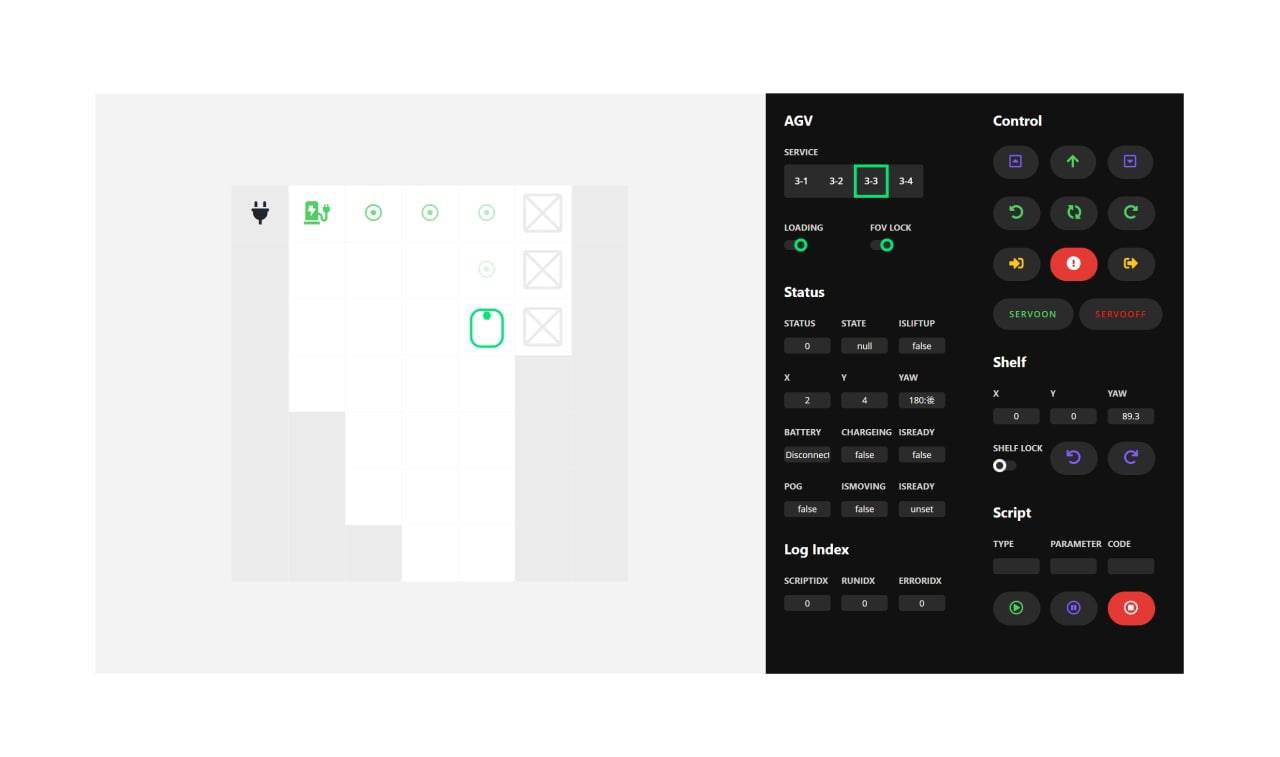 AGV
SERVICE
3-1 3-2 3-3 3-4
LOADING FOV LOCK
Status
STATUS STATE ISLIFTUP
0 null false
X Y YAW
2 4 180:後
BATTERY CHARGEING ISREADY
Disconnect false false
POG ISMOVING ISREADY
false false unset
Log Index
SCRIPTIDX RUNIDX ERRORIDX
0 0 0
Control
SERVOON SERVOOFF
Shelf
X Y YAW
0 0 89.3
SHELF LOCK
Script
TYPE PARAMETER CODE